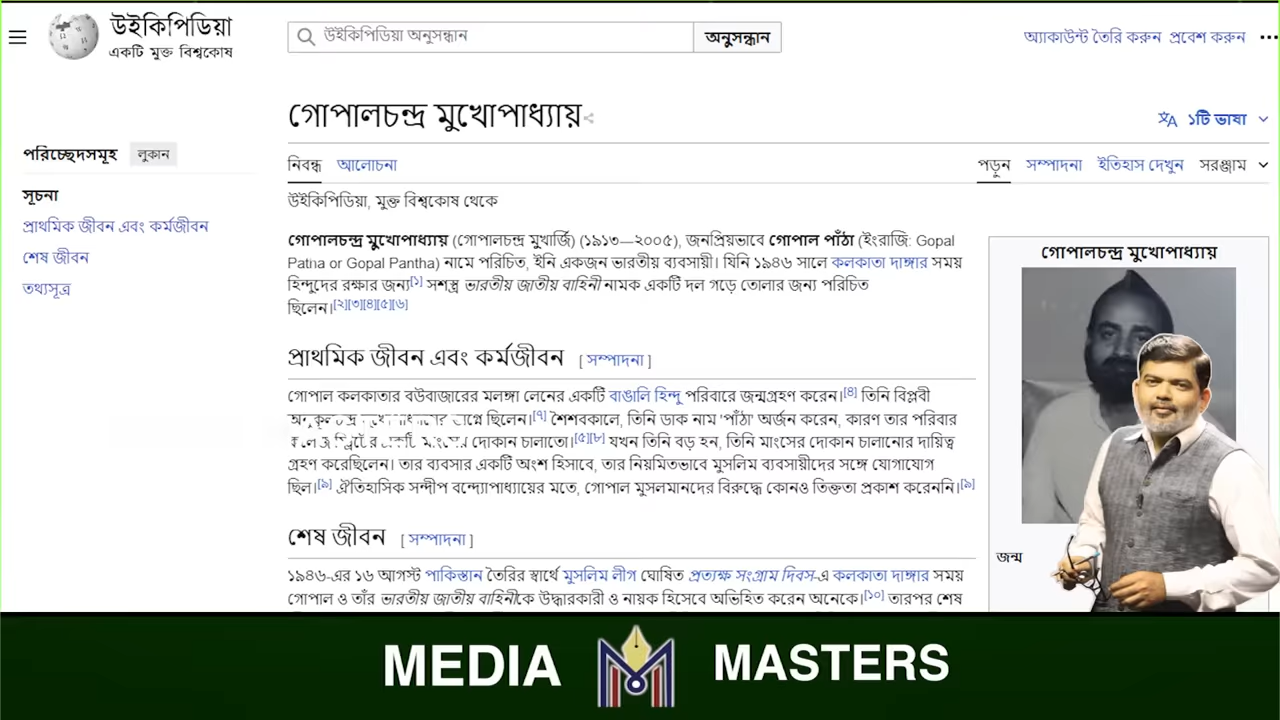 উইকিপিডিয়া
একটি মুক্ত বিশ্বকোষ
উইকিপিডিয়া অনুসন্ধান
অনুসন্ধান
অ্যাকাউন্ট তৈরি করুন প্রবেশ করুন
গোপালচন্দ্র মুখোপাধ্যায়
১টি ভাষা
পরিচ্ছেদসমূহ লুকান
সূচনা
প্রাথমিক জীবন এবং কর্মজীবন
শেষ জীবন
তথ্যসূত্র
নিবন্ধ আলোচনা
পড়ুন সম্পাদনা ইতিহাস দেখুন সরঞ্জাম
উইকিপিডিয়া, মুক্ত বিশ্বকোষ থেকে
গোপালচন্দ্র মুখোপাধ্যায় (গোপালচন্দ্র মুখার্জি) (১৯১৩—২০০৫), জনপ্রিয়ভাবে গোপাল পাঁঠা (ইংরাজি: Gopal
Patha or Gopal Pantha) নামে পরিচিত, ইনি একজন ভারতীয় ব্যবসায়ী। যিনি ১৯৪৬ সালে কলকাতা দাঙ্গার সময়
হিন্দুদের রক্ষার জন্য[১] সশস্ত্র ভারতীয় জাতীয় বাহিনী নামক একটি দল গড়ে তোলার জন্য পরিচিত
ছিলেন।[২][৩][৪][৫][৬]
প্রাথমিক জীবন এবং কর্মজীবন [ সম্পাদনা ]
গোপাল কলকাতার বউবাজারের মলঙ্গা লেনের একটি বাঙালি হিন্দু পরিবারে জন্মগ্রহণ করেন।[৪] তিনি বিপ্লবী
অনুকূলচন্দ্র ভাগ্নে ছিলেন।[৭] শৈশবকালে, তিনি ডাক নাম 'পাঁঠা' অর্জন করেন, কারণ তার পরিবার
দোকান চালাতো।[৫][৮] যখন তিনি বড় হন, তিনি মাংসের দোকান চালানোর দায়িত্ব
গ্রহণ করেছিলেন। তার ব্যবসার একটি অংশ হিসাবে, তার নিয়মিতভাবে মুসলিম ব্যবসায়ীদের সঙ্গে যোগাযোগ
ছিল।[৯] ঐতিহাসিক সন্দীপ বন্দ্যোপাধ্যায়ের মতে, গোপাল মুসলমানদের বিরুদ্ধে কোনও তিক্ততা প্রকাশ করেননি।[৯]
শেষ জীবন [ সম্পাদনা ]
১৯৪৬-এর ১৬ আগস্ট পাকিস্তান তৈরির স্বার্থে মুসলিম লীগ ঘোষিত প্রত্যক্ষ সংগ্রাম দিবস-এ কলকাতা দাঙ্গার সময়
গোপাল ও তাঁর ভারতীয় জাতীয় বাহিনীকে উদ্ধারকারী ও নায়ক হিসেবে অভিহিত করেন অনেকে।[১০] তারপর শেষ
গোপালচন্দ্র মুখোপাধ্যায়
জন্ম
MEDIA MASTERS